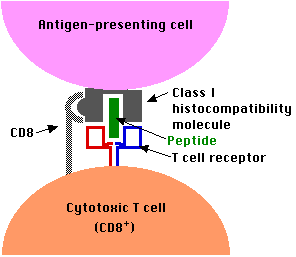 Antigen-presenting cell
Class I
histocompatibility
molecule
CD8
Peptide
T cell receptor
Cytotoxic T cell
(CD8⁺)